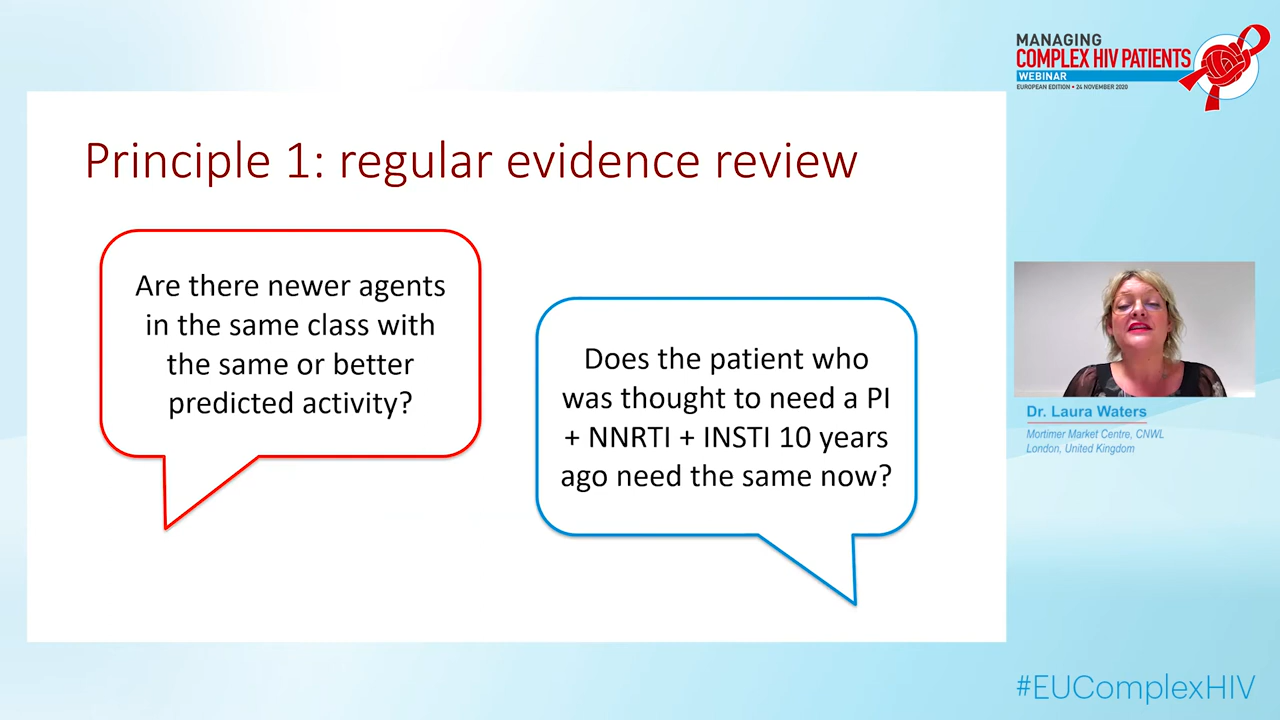 MANAGING
COMPLEX HIV PATIENTS
WEBINAR
EUROPEAN EDITION • 24 NOVEMBER 2020
Principle 1: regular evidence review
Are there newer agents
in the same class with
the same or better
predicted activity?
Does the patient who
was thought to need a PI
+ NNRTI + INSTI 10 years
ago need the same now?
Dr. Laura Waters
Mortimer Market Centre, CNWL
London, United Kingdom
#EUComplexHIV